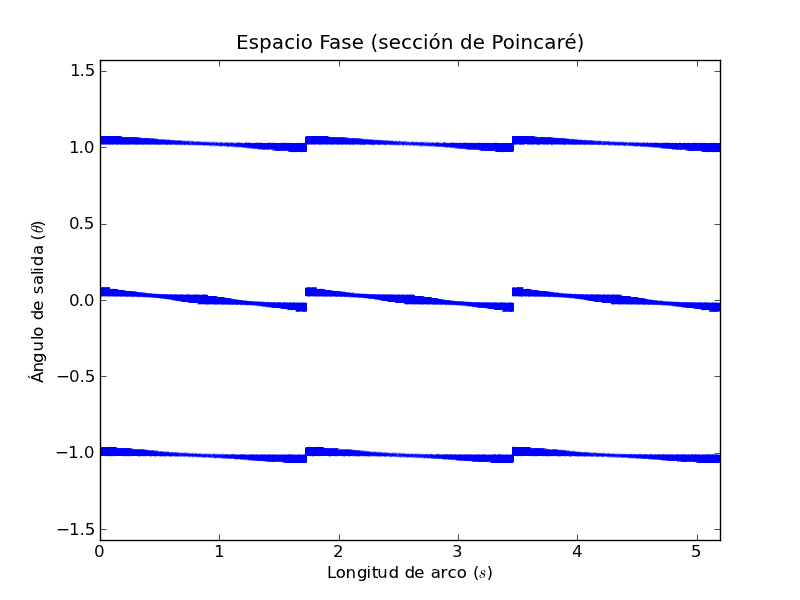 Espacio Fase (sección de Poincaré)
1.5
1.0
0.5
0.0
−0.5
−1.0
−1.5
Ángulo de salida (θ)
0 1 2 3 4 5
Longitud de arco (s)